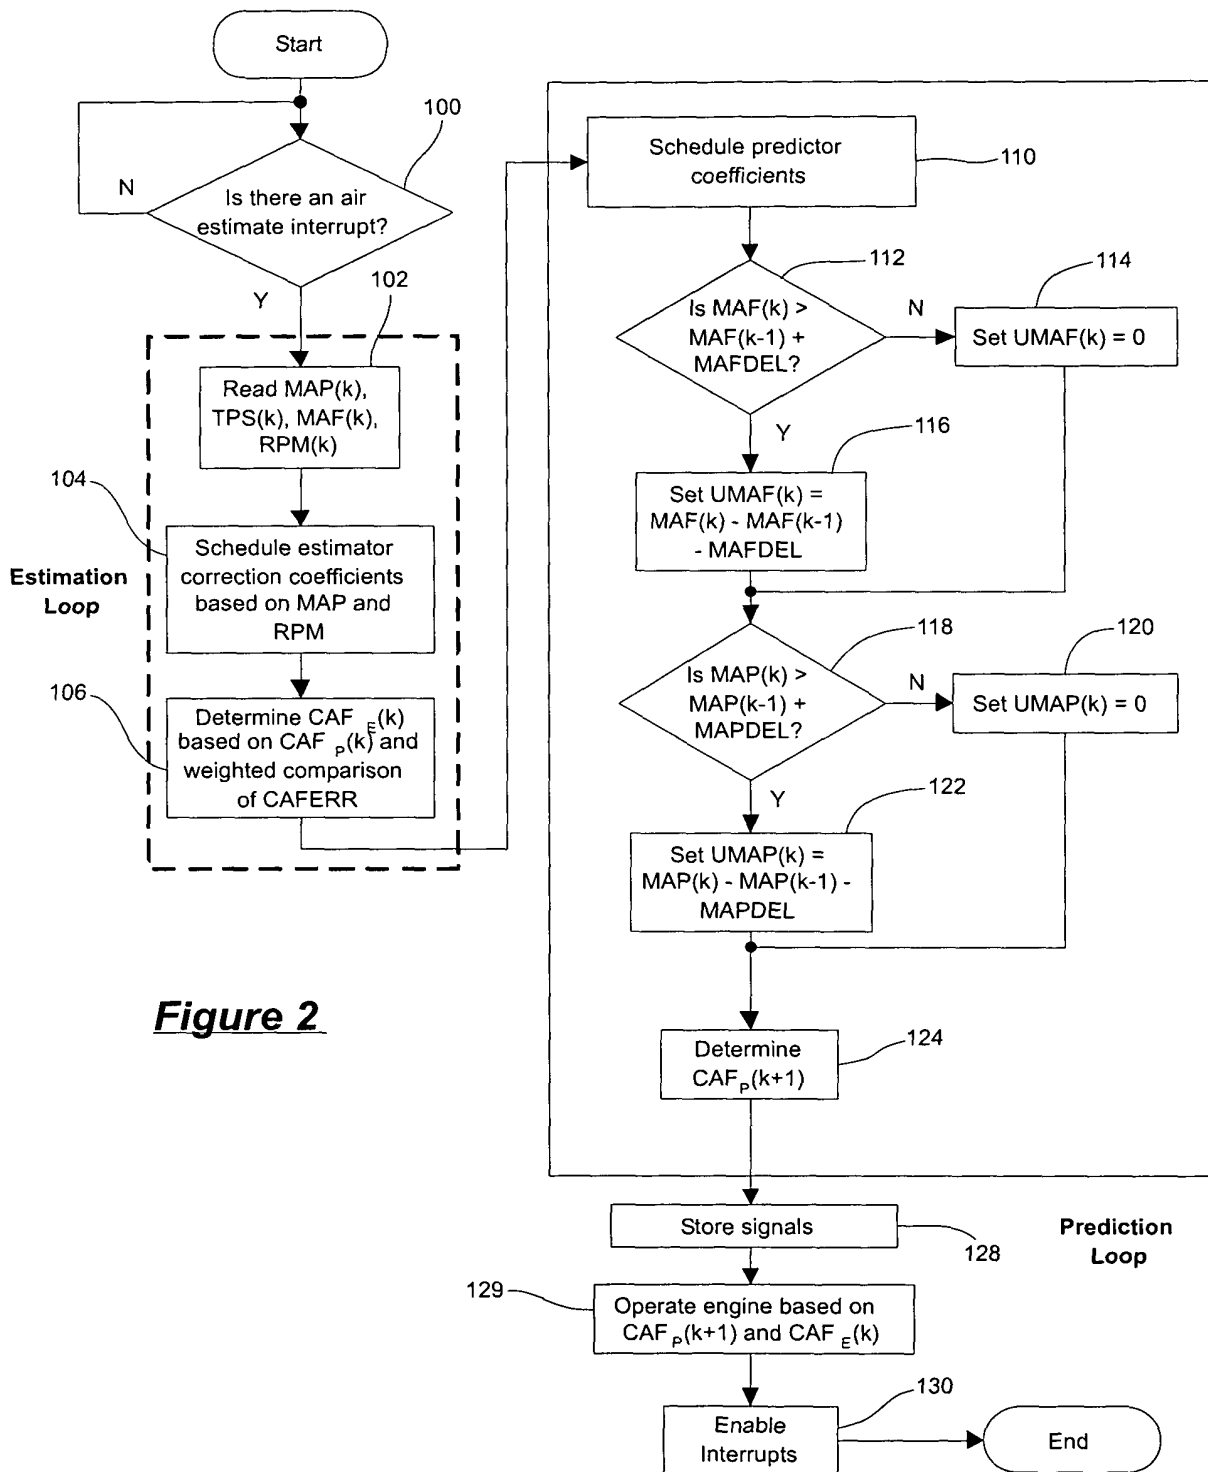 Start
100
N
Is there an air
estimate interrupt?
Y
102
Read MAP(k),
TPS(k), MAF(k),
RPM(k)
104
Schedule estimator
correction coefficients
based on MAP and
RPM
Estimation
Loop
106
Determine CAF E(k)
based on CAF P(k) and
weighted comparison
of CAFERR
Schedule predictor
coefficients
110
112
Is MAF(k) >
MAF(k-1) +
MAFDEL?
N
114
Set UMAF(k) = 0
Y
116
Set UMAF(k) =
MAF(k) - MAF(k-1)
- MAFDEL
118
Is MAP(k) >
MAP(k-1) +
MAPDEL?
N
120
Set UMAP(k) = 0
Y
122
Set UMAP(k) =
MAP(k) - MAP(k-1) -
MAPDEL
124
Determine
CAFP(k+1)
Figure 2
Store signals
128
Prediction
Loop
129
Operate engine based on
CAF P(k+1) and CAF E(k)
130
Enable
Interrupts
End